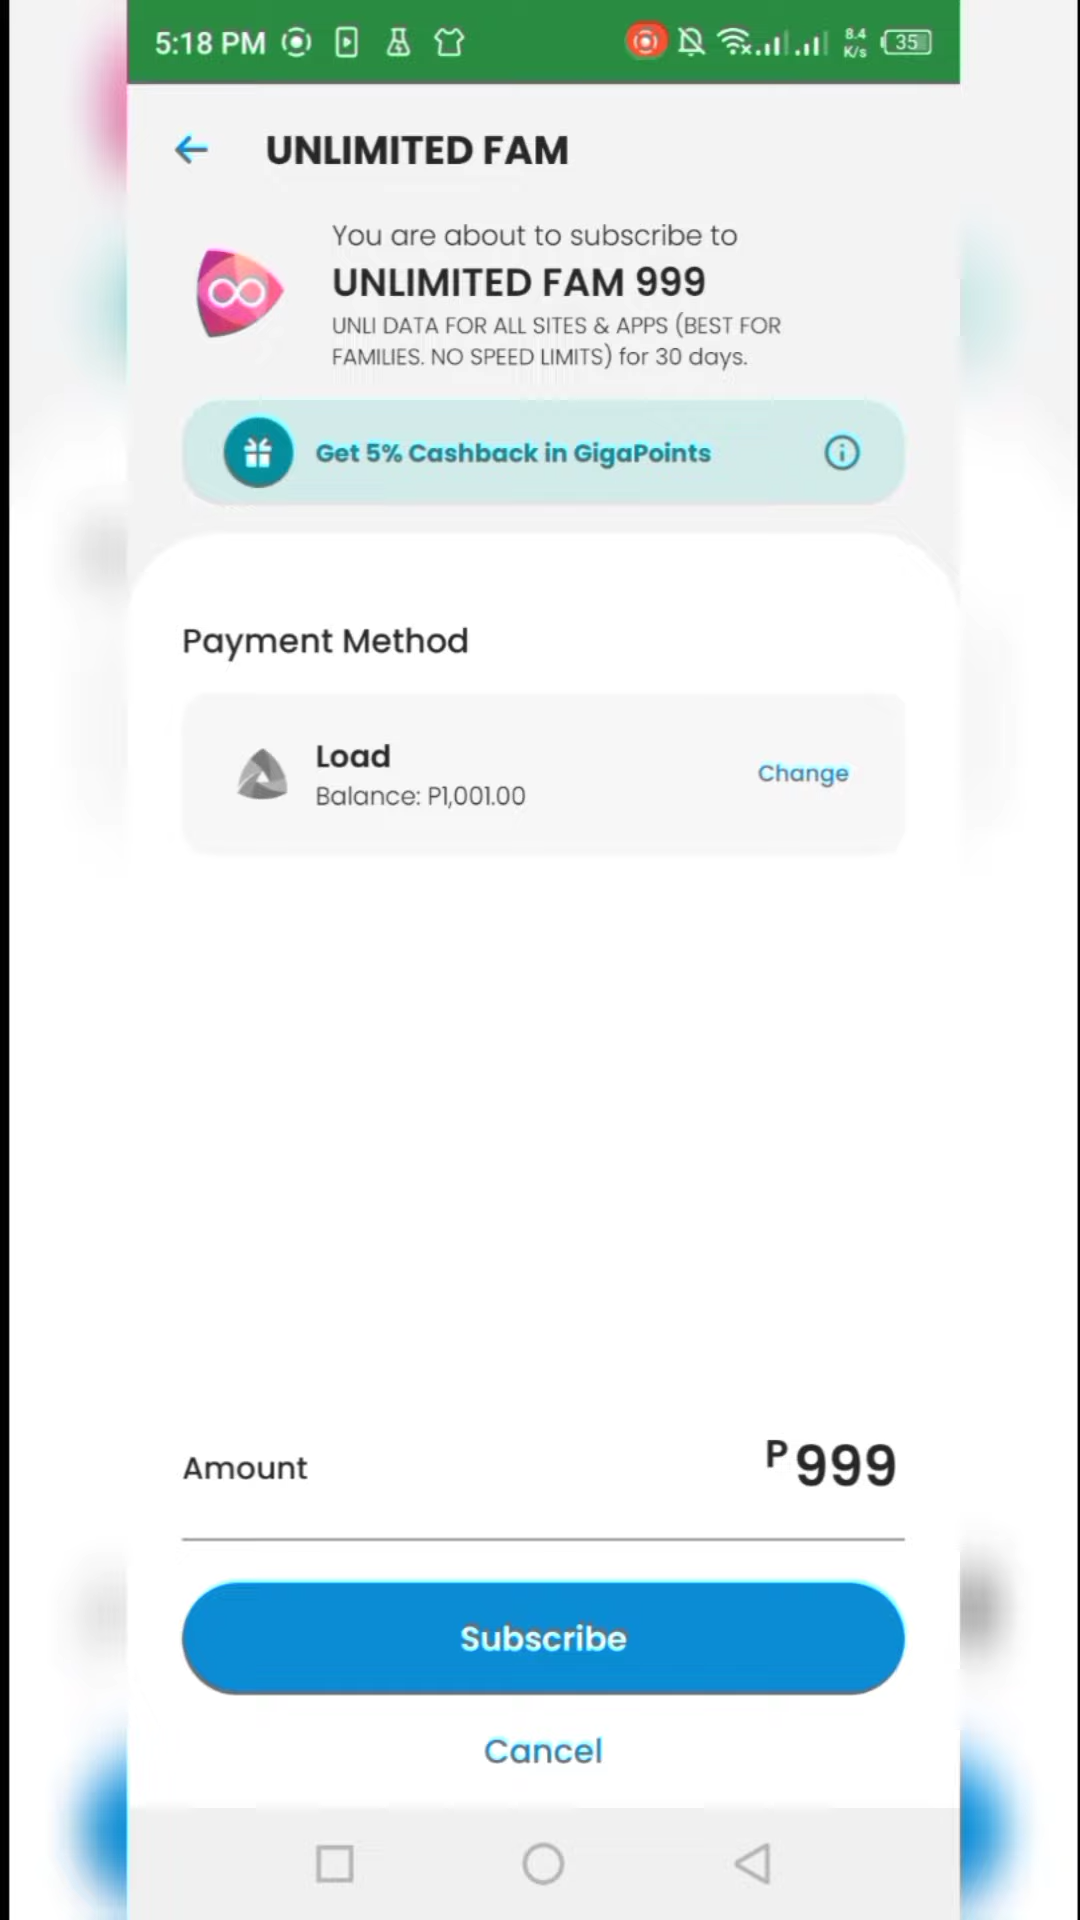 5:18 PM
8.4
K/s
35
UNLIMITED FAM
You are about to subscribe to
UNLIMITED FAM 999
UNLI DATA FOR ALL SITES & APPS (BEST FOR
FAMILIES. NO SPEED LIMITS) for 30 days.
Get 5% Cashback in GigaPoints
Payment Method
Load
Balance: P1,001.00
Change
Amount
P999
Subscribe
Cancel